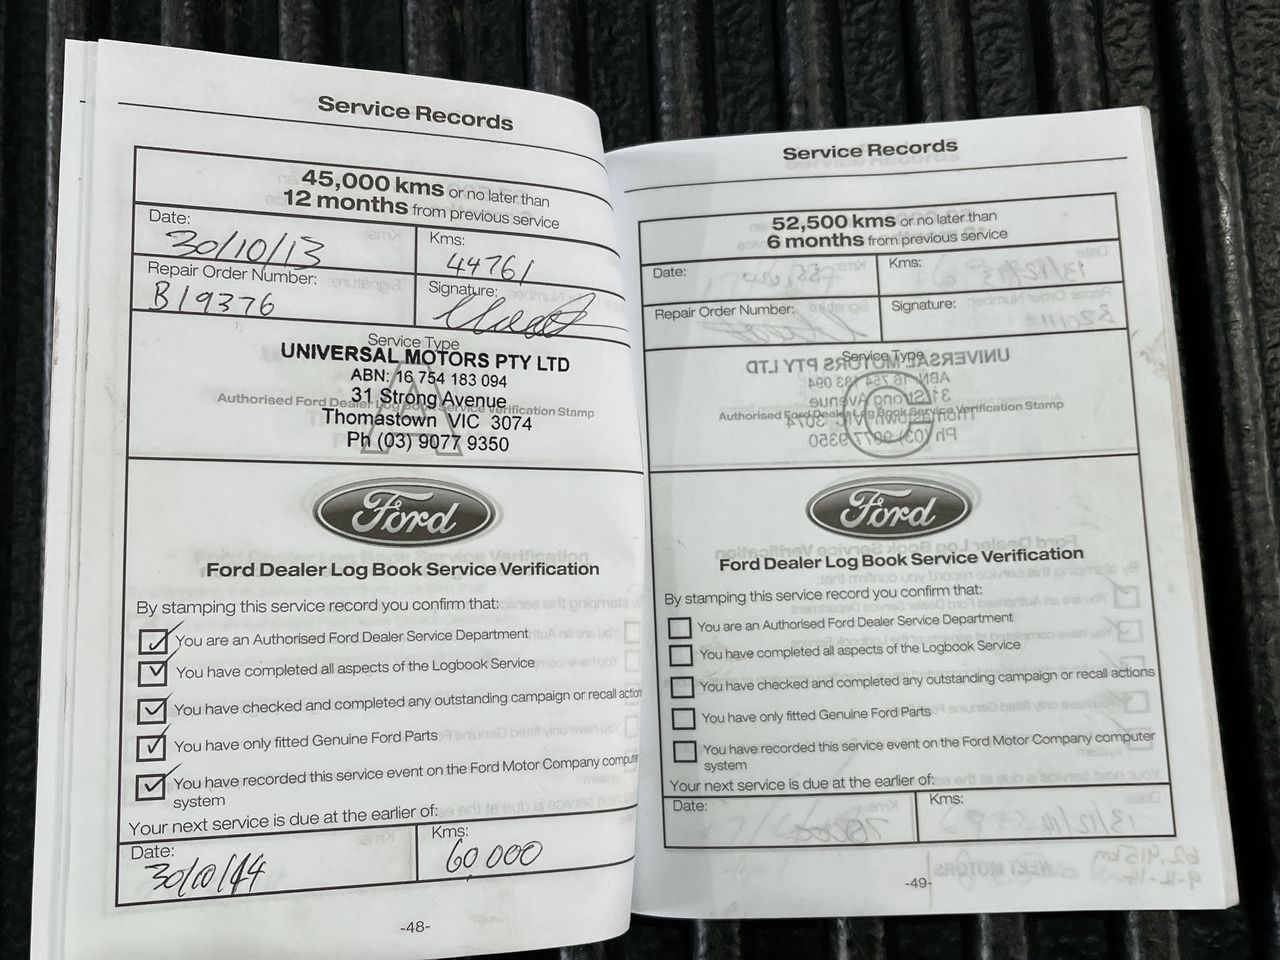 Service Records
45,000 kms or no later than
12 months from previous service
Date:
30/10/13
Kms:
44761
Repair Order Number:
B19376
Signature:
Service Type
UNIVERSAL MOTORS PTY LTD
ABN: 16 754 183 094
31 Strong Avenue
Authorised Ford Dealer Log Book Service Verification Stamp
Thomastown VIC 3074
Ph (03) 9077 9350
A
Ford
Ford Dealer Log Book Service Verification
By stamping this service record you confirm that:
You are an Authorised Ford Dealer Service Department
You have completed all aspects of the Logbook Service
You have checked and completed any outstanding campaign or recall action
You have only fitted Genuine Ford Parts
You have recorded this service event on the Ford Motor Company computer
system
Your next service is due at the earlier of:
Date:
30/10/14
Kms:
60,000
-48-
Service Records
52,500 kms or no later than
6 months from previous service
Date:
Kms:
Repair Order Number:
Signature:
Service Type
C
Authorised Ford Dealer Log Book Service Verification Stamp
Ford
Ford Dealer Log Book Service Verification
By stamping this service record you confirm that:
You are an Authorised Ford Dealer Service Department
You have completed all aspects of the Logbook Service
You have checked and completed any outstanding campaign or recall actions
You have only fitted Genuine Ford Parts
You have recorded this service event on the Ford Motor Company computer
system
Your next service is due at the earlier of:
Date:
Kms:
-49-